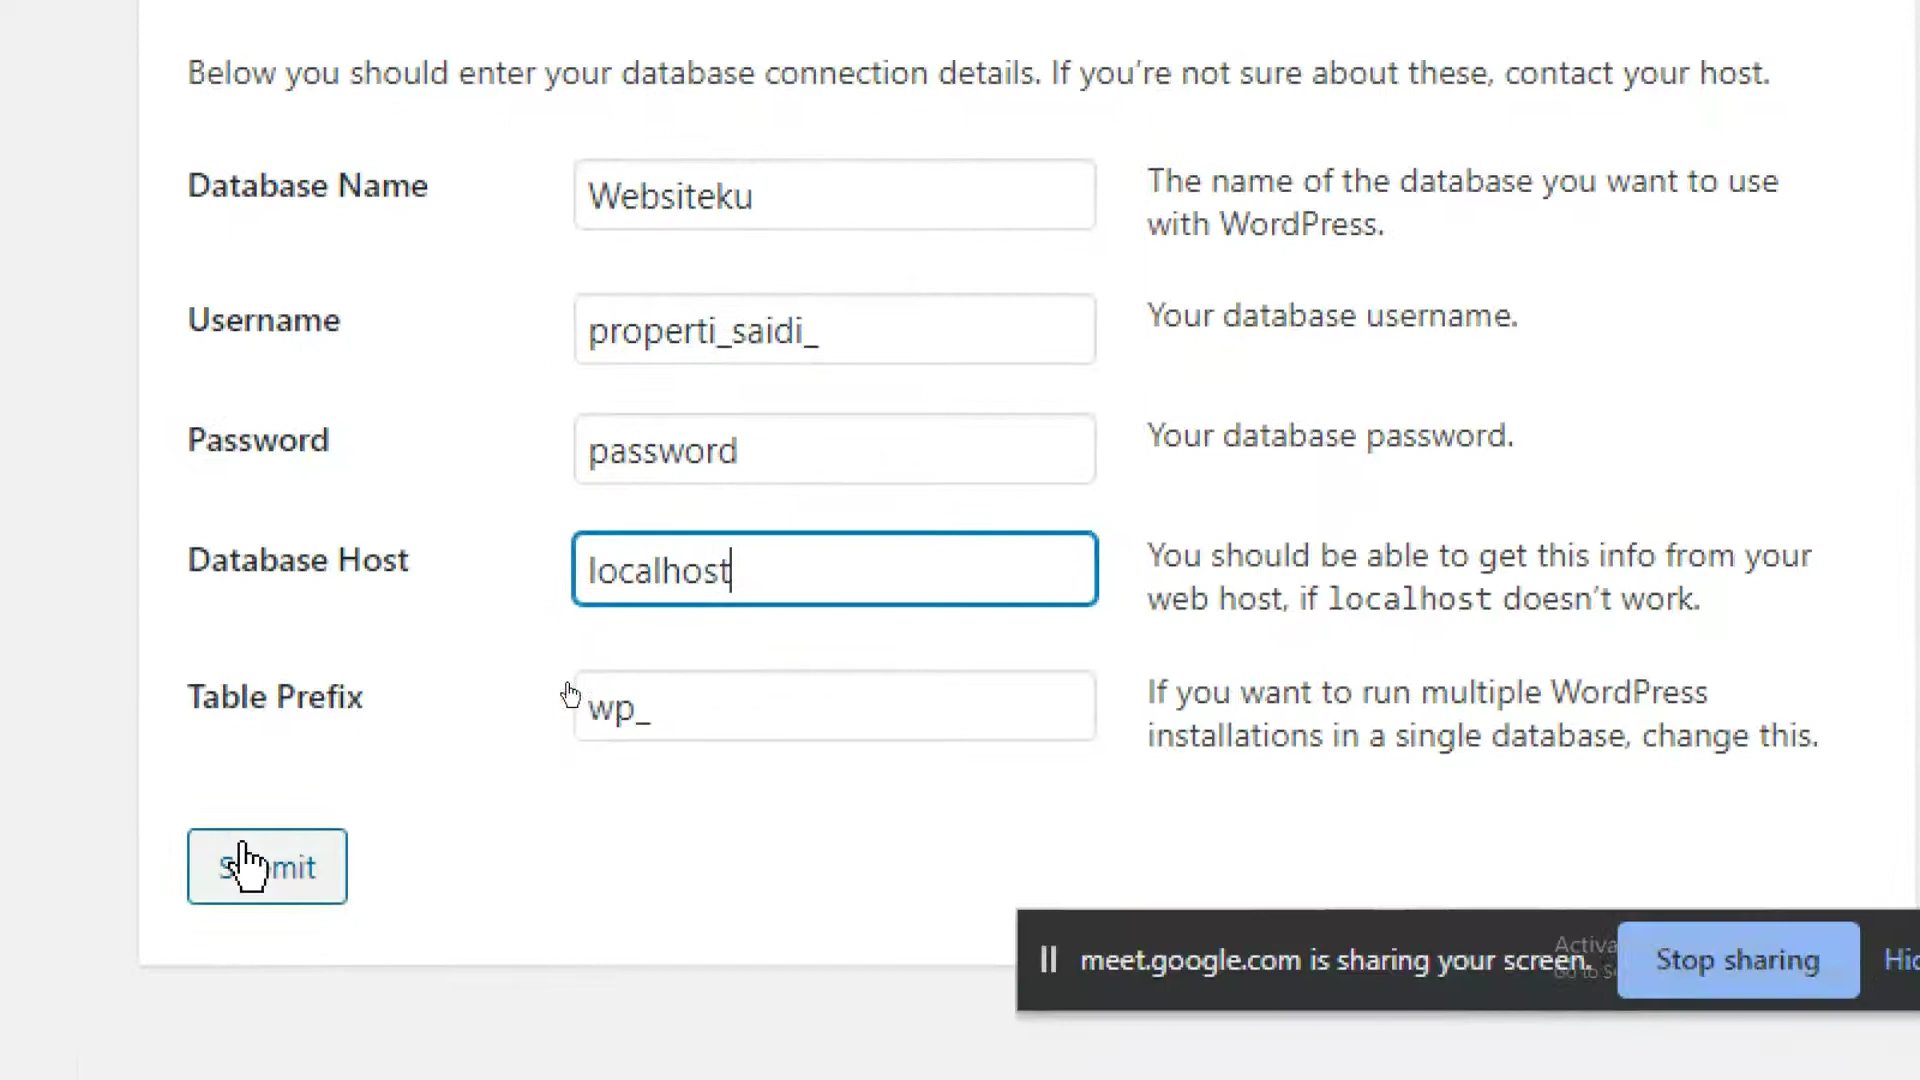 Below you should enter your database connection details. If you’re not sure about these, contact your host.
Database Name
Websiteku
The name of the database you want to use
with WordPress.
Username
properti_saidi_
Your database username.
Password
password
Your database password.
Database Host
localhost
You should be able to get this info from your
web host, if localhost doesn’t work.
Table Prefix
wp_
If you want to run multiple WordPress
installations in a single database, change this.
meet.google.com is sharing your screen.
Stop sharing